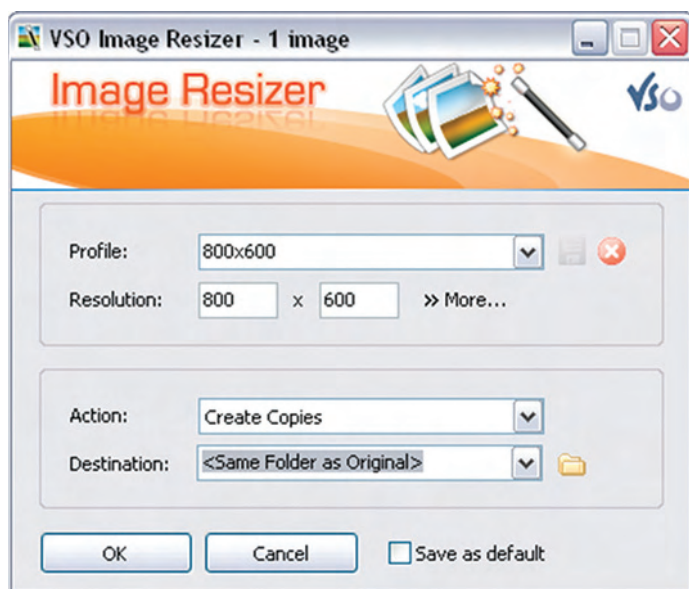 VSO Image Resizer - 1 image
Image Resizer
VSO
Profile: 800x600
Resolution: 800 x 600 >> More...
Action: Create Copies
Destination: <Same Folder as Original>
OK Cancel Save as default